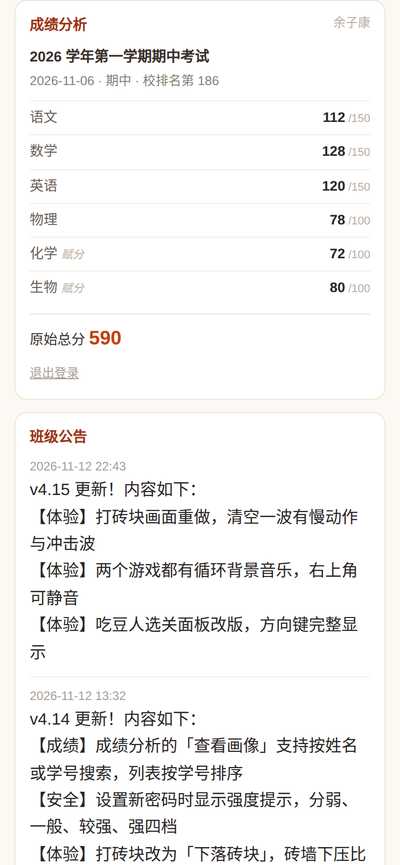 成绩分析
余子康
2026 学年第一学期期中考试
2026-11-06 · 期中 · 校排名第 186
语文 112 /150
数学 128 /150
英语 120 /150
物理 78 /100
化学 赋分 72 /100
生物 赋分 80 /100
原始总分 590
退出登录
班级公告
2026-11-12 22:43
v4.15 更新！内容如下：
【体验】打砖块画面重做，清空一波有慢动作
与冲击波
【体验】两个游戏都有循环背景音乐，右上角
可静音
【体验】吃豆人选关面板改版，方向键完整显
示
2026-11-12 13:32
v4.14 更新！内容如下：
【成绩】成绩分析的「查看画像」支持按姓名
或学号搜索，列表按学号排序
【安全】设置新密码时显示强度提示，分弱、
一般、较强、强四档
【体验】打砖块改为「下落砖块」，砖墙下压比